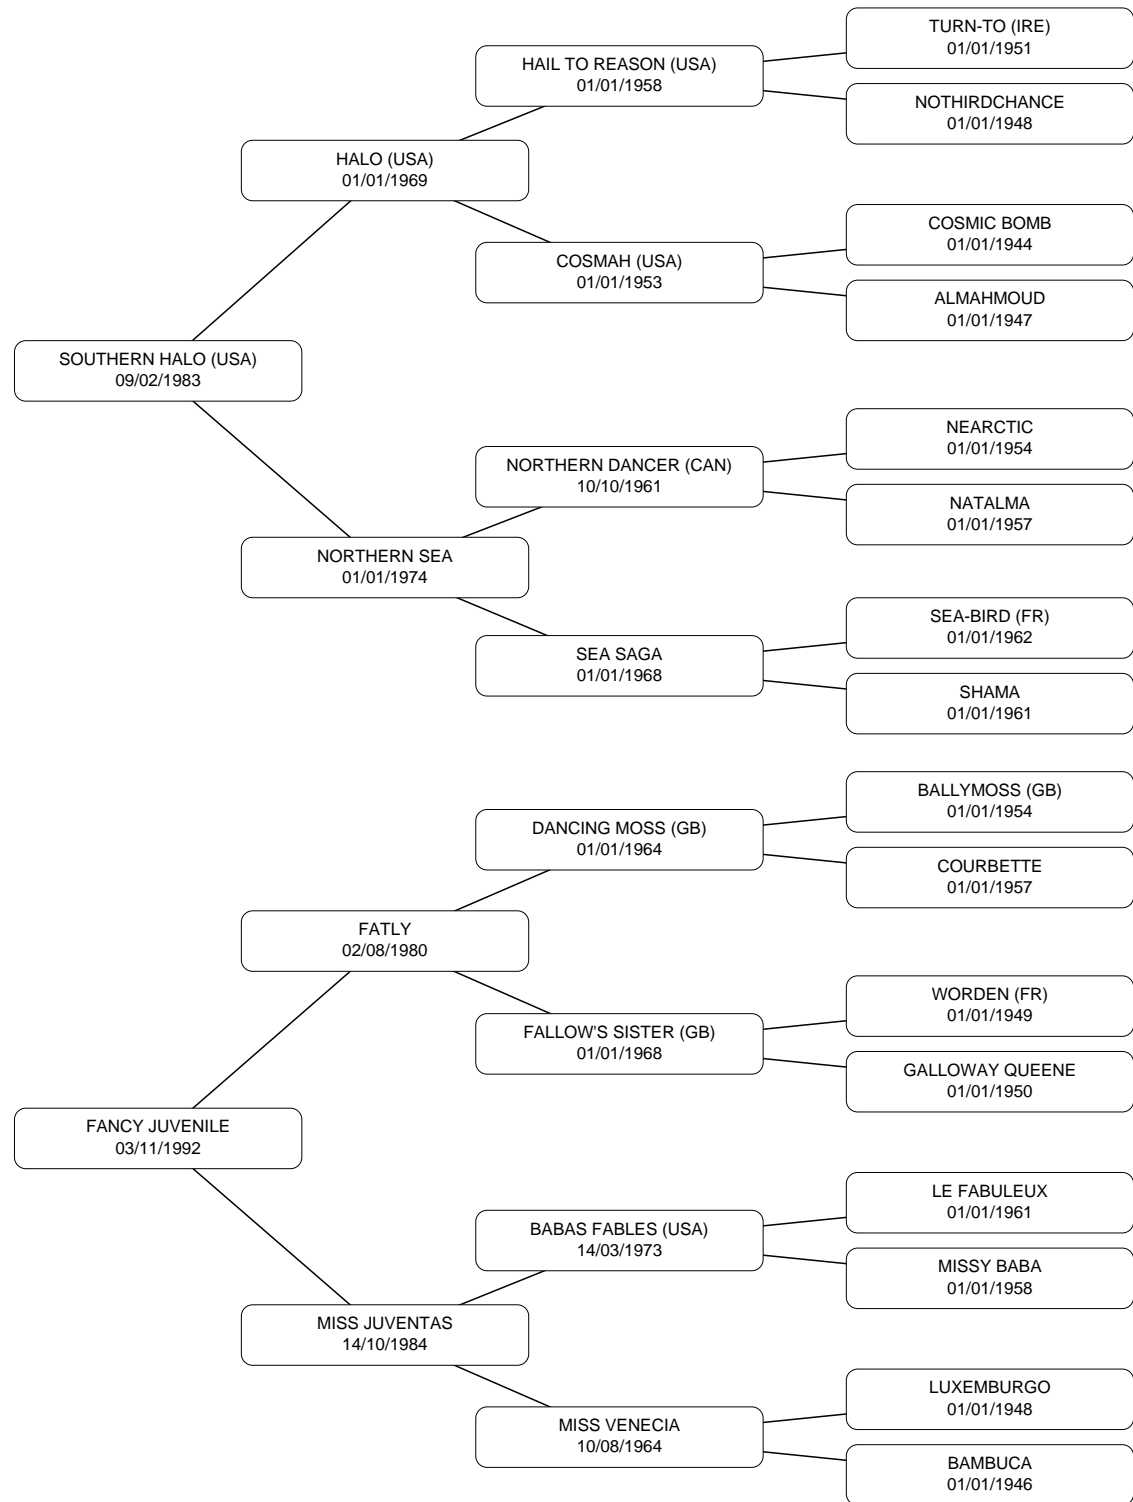 TURN-TO (IRE)
01/01/1951
HAIL TO REASON (USA)
01/01/1958
NOTHIRDCHANCE
01/01/1948
HALO (USA)
01/01/1969
COSMIC BOMB
01/01/1944
COSMAH (USA)
01/01/1953
ALMAHMOUD
01/01/1947
SOUTHERN HALO (USA)
09/02/1983
NEARCTIC
01/01/1954
NORTHERN DANCER (CAN)
10/10/1961
NATALMA
01/01/1957
NORTHERN SEA
01/01/1974
SEA-BIRD (FR)
01/01/1962
SEA SAGA
01/01/1968
SHAMA
01/01/1961
BALLYMOSS (GB)
01/01/1954
DANCING MOSS (GB)
01/01/1964
COURBETTE
01/01/1957
FATLY
02/08/1980
WORDEN (FR)
01/01/1949
FALLOW'S SISTER (GB)
01/01/1968
GALLOWAY QUEENE
01/01/1950
FANCY JUVENILE
03/11/1992
LE FABULEUX
01/01/1961
BABAS FABLES (USA)
14/03/1973
MISSY BABA
01/01/1958
MISS JUVENTAS
14/10/1984
LUXEMBURGO
01/01/1948
MISS VENECIA
10/08/1964
BAMBUCA
01/01/1946